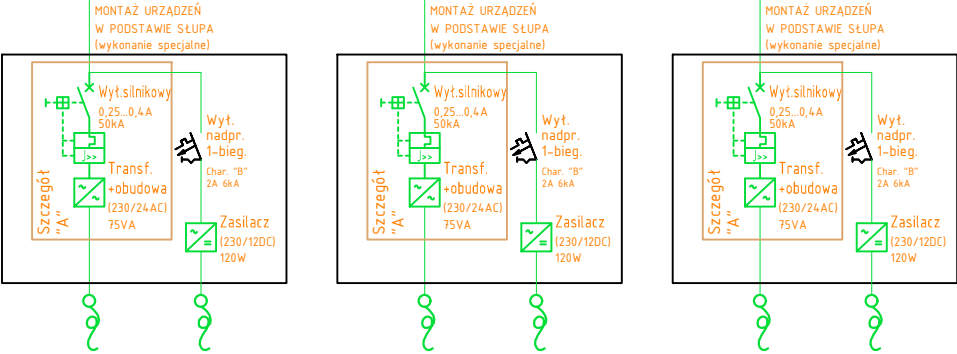 MONTAŻ URZĄDZEŃ
W PODSTAWIE SŁUPA
(wykonanie specjalne)
Wył.silnikowy
0,25...0,4A
50kA
Wył.
nadpr.
1-bieg.
Char. "B"
2A 6kA
Szczegół
"A"
Transf.
+obudowa
(230/24AC)
75VA
Zasilacz
(230/12DC)
120W
MONTAŻ URZĄDZEŃ
W PODSTAWIE SŁUPA
(wykonanie specjalne)
Wył.silnikowy
0,25...0,4A
50kA
Wył.
nadpr.
1-bieg.
Char. "B"
2A 6kA
Szczegół
"A"
Transf.
+obudowa
(230/24AC)
75VA
Zasilacz
(230/12DC)
120W
MONTAŻ URZĄDZEŃ
W PODSTAWIE SŁUPA
(wykonanie specjalne)
Wył.silnikowy
0,25...0,4A
50kA
Wył.
nadpr.
1-bieg.
Char. "B"
2A 6kA
Szczegół
"A"
Transf.
+obudowa
(230/24AC)
75VA
Zasilacz
(230/12DC)
120W